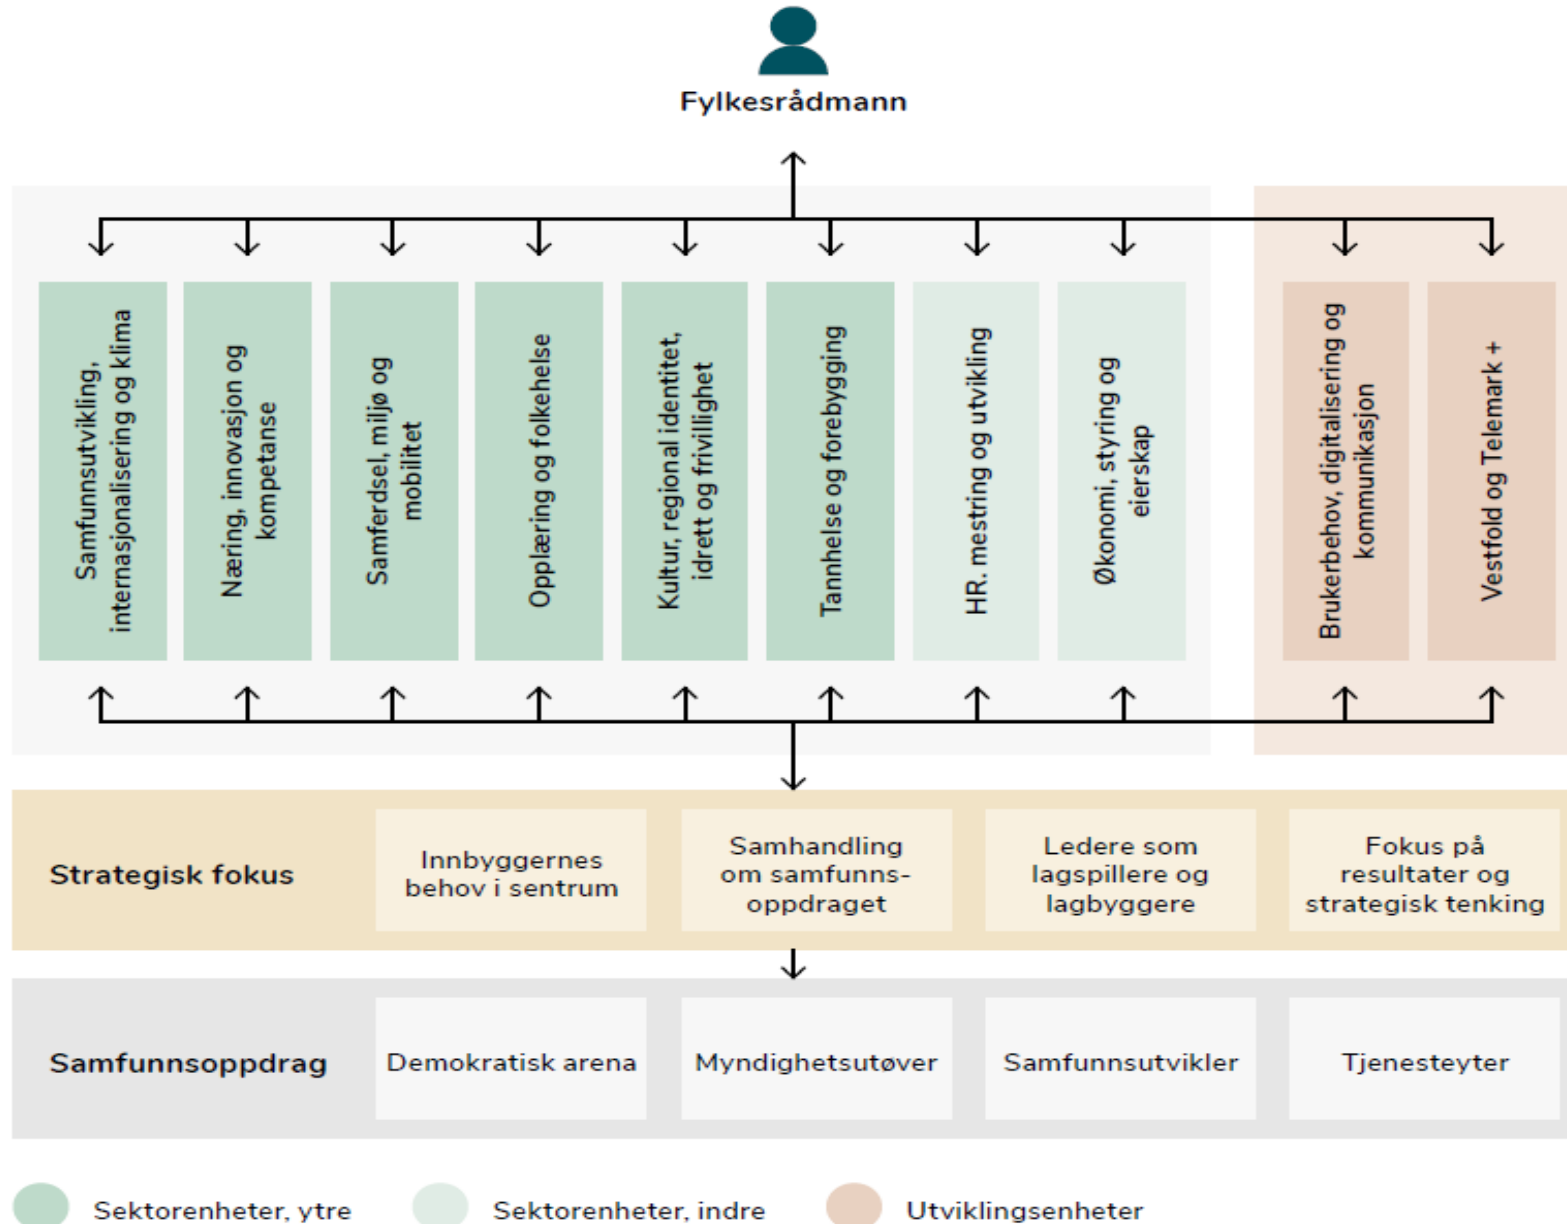 Fylkesrådmann
Samfunnsutvikling,
internasjonalisering og klima
Næring, innovasjon og
kompetanse
Samferdsel, miljø og
mobilitet
Opplæring og folkehelse
Kultur, regional identitet,
idrett og frivillighet
Tannhelse og forebygging
HR. mestring og utvikling
Økonomi, styring og
eierskap
Brukerbehov, digitalisering og
kommunikasjon
Vestfold og Telemark +
Strategisk fokus
Innbyggernes
behov i sentrum
Samhandling
om samfunns-
oppdraget
Ledere som
lagspillere og
lagbyggere
Fokus på
resultater og
strategisk tenking
Samfunnsoppdrag
Demokratisk arena
Myndighetsutøver
Samfunnsutvikler
Tjenesteyter
Sektorenheter, ytre
Sektorenheter, indre
Utviklingsenheter